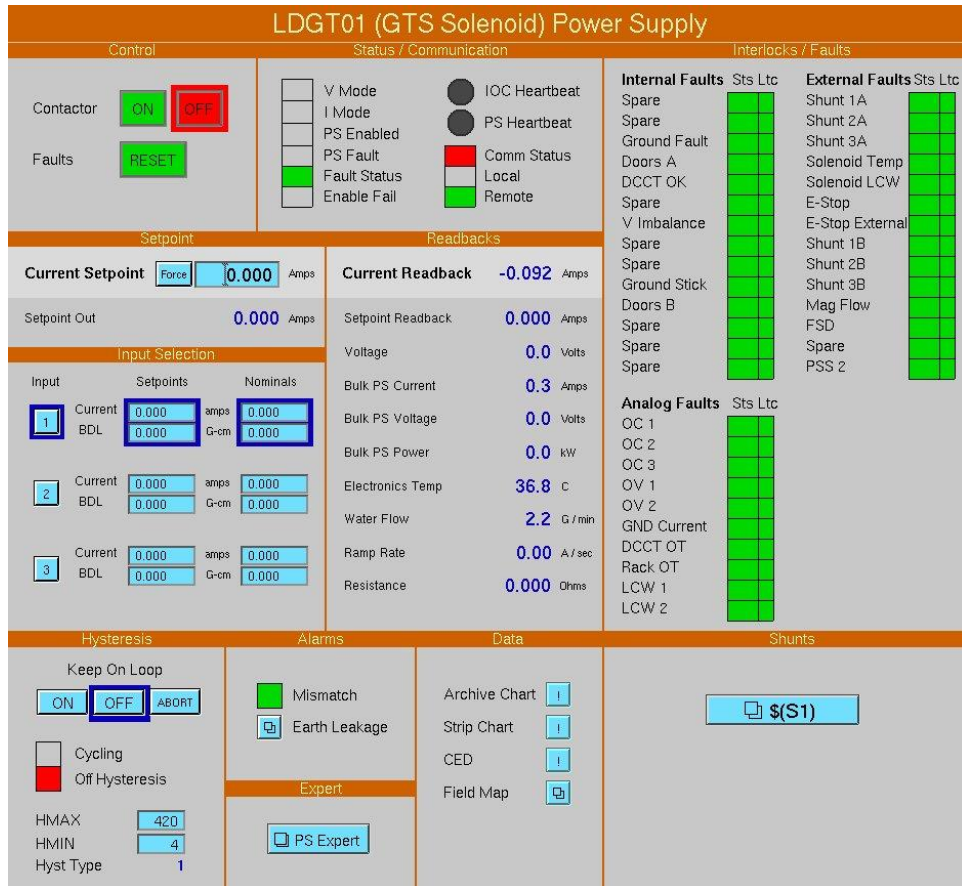 LDGT01 (GTS Solenoid) Power Supply
Control
Contactor ON OFF
Faults RESET
Status / Communication
V Mode
I Mode
PS Enabled
PS Fault
Fault Status
Enable Fail
IOC Heartbeat
PS Heartbeat
Comm Status
Local
Remote
Interlocks / Faults
Internal Faults Sts Ltc
Spare
Spare
Ground Fault
Doors A
DCCT OK
Spare
V Imbalance
Spare
Spare
Ground Stick
Doors B
Spare
Spare
Spare
External Faults Sts Ltc
Shunt 1A
Shunt 2A
Shunt 3A
Solenoid Temp
Solenoid LCW
E-Stop
E-Stop External
Shunt 1B
Shunt 2B
Shunt 3B
Mag Flow
FSD
Spare
PSS 2
Analog Faults Sts Ltc
OC 1
OC 2
OC 3
OV 1
OV 2
GND Current
DCCT OT
Rack OT
LCW 1
LCW 2
Setpoint
Current Setpoint Force 0.000 Amps
Setpoint Out 0.000 Amps
Input Selection
Input Setpoints Nominals
1 Current 0.000 amps 0.000
BDL 0.000 G-cm 0.000
2 Current 0.000 amps 0.000
BDL 0.000 G-cm 0.000
3 Current 0.000 amps 0.000
BDL 0.000 G-cm 0.000
Readbacks
Current Readback -0.092 Amps
Setpoint Readback 0.000 Amps
Voltage 0.0 Volts
Bulk PS Current 0.3 Amps
Bulk PS Voltage 0.0 Volts
Bulk PS Power 0.0 kW
Electronics Temp 36.8 C
Water Flow 2.2 G/min
Ramp Rate 0.00 A/sec
Resistance 0.000 Ohms
Hysteresis
Keep On Loop
ON OFF ABORT
Cycling
Off Hysteresis
HMAX 420
HMIN 4
Hyst Type 1
Alarms
Mismatch
Earth Leakage
Expert
PS Expert
Data
Archive Chart !
Strip Chart !
CED !
Field Map
Shunts
$(S1)